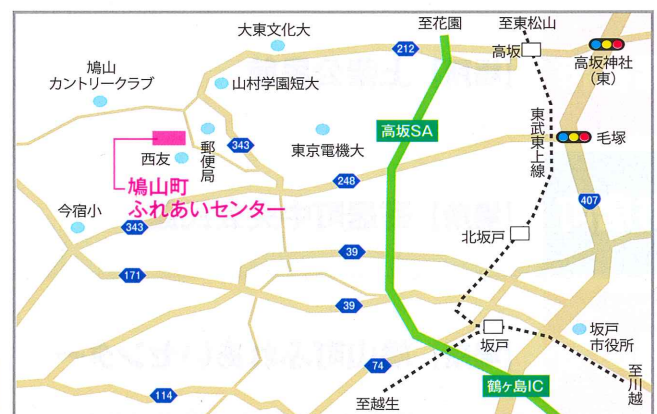 至花園
至東松山
大東文化大
212
高坂
高坂神社
(東)
鳩山
カントリークラブ
山村学園短大
高坂SA
東武東上線
毛塚
343
郵便局
東京電機大
西友
248
鳩山町
ふれあいセンター
407
今宿小
343
北坂戸
39
171
39
坂戸
坂戸
市役所
74
至川越
114
鶴ヶ島IC
至越生